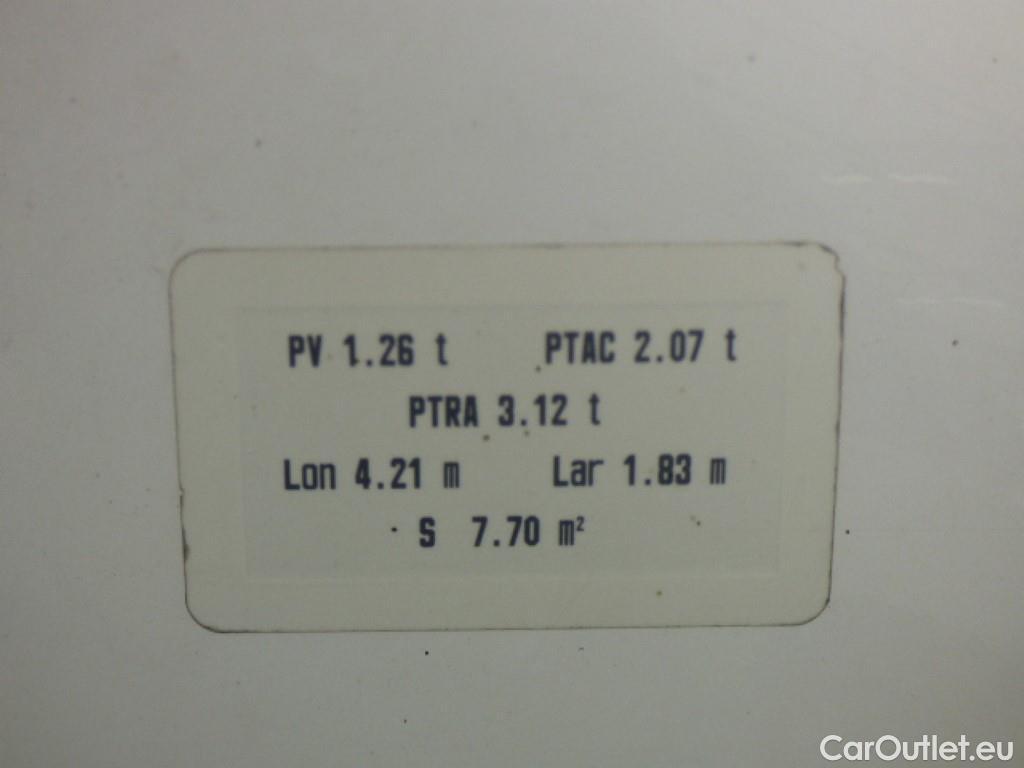 PV 1.26 t PTAC 2.07 t
PTRA 3.12 t
Lon 4.21 m Lar 1.83 m
S 7.70 m²
CarOutlet.eu